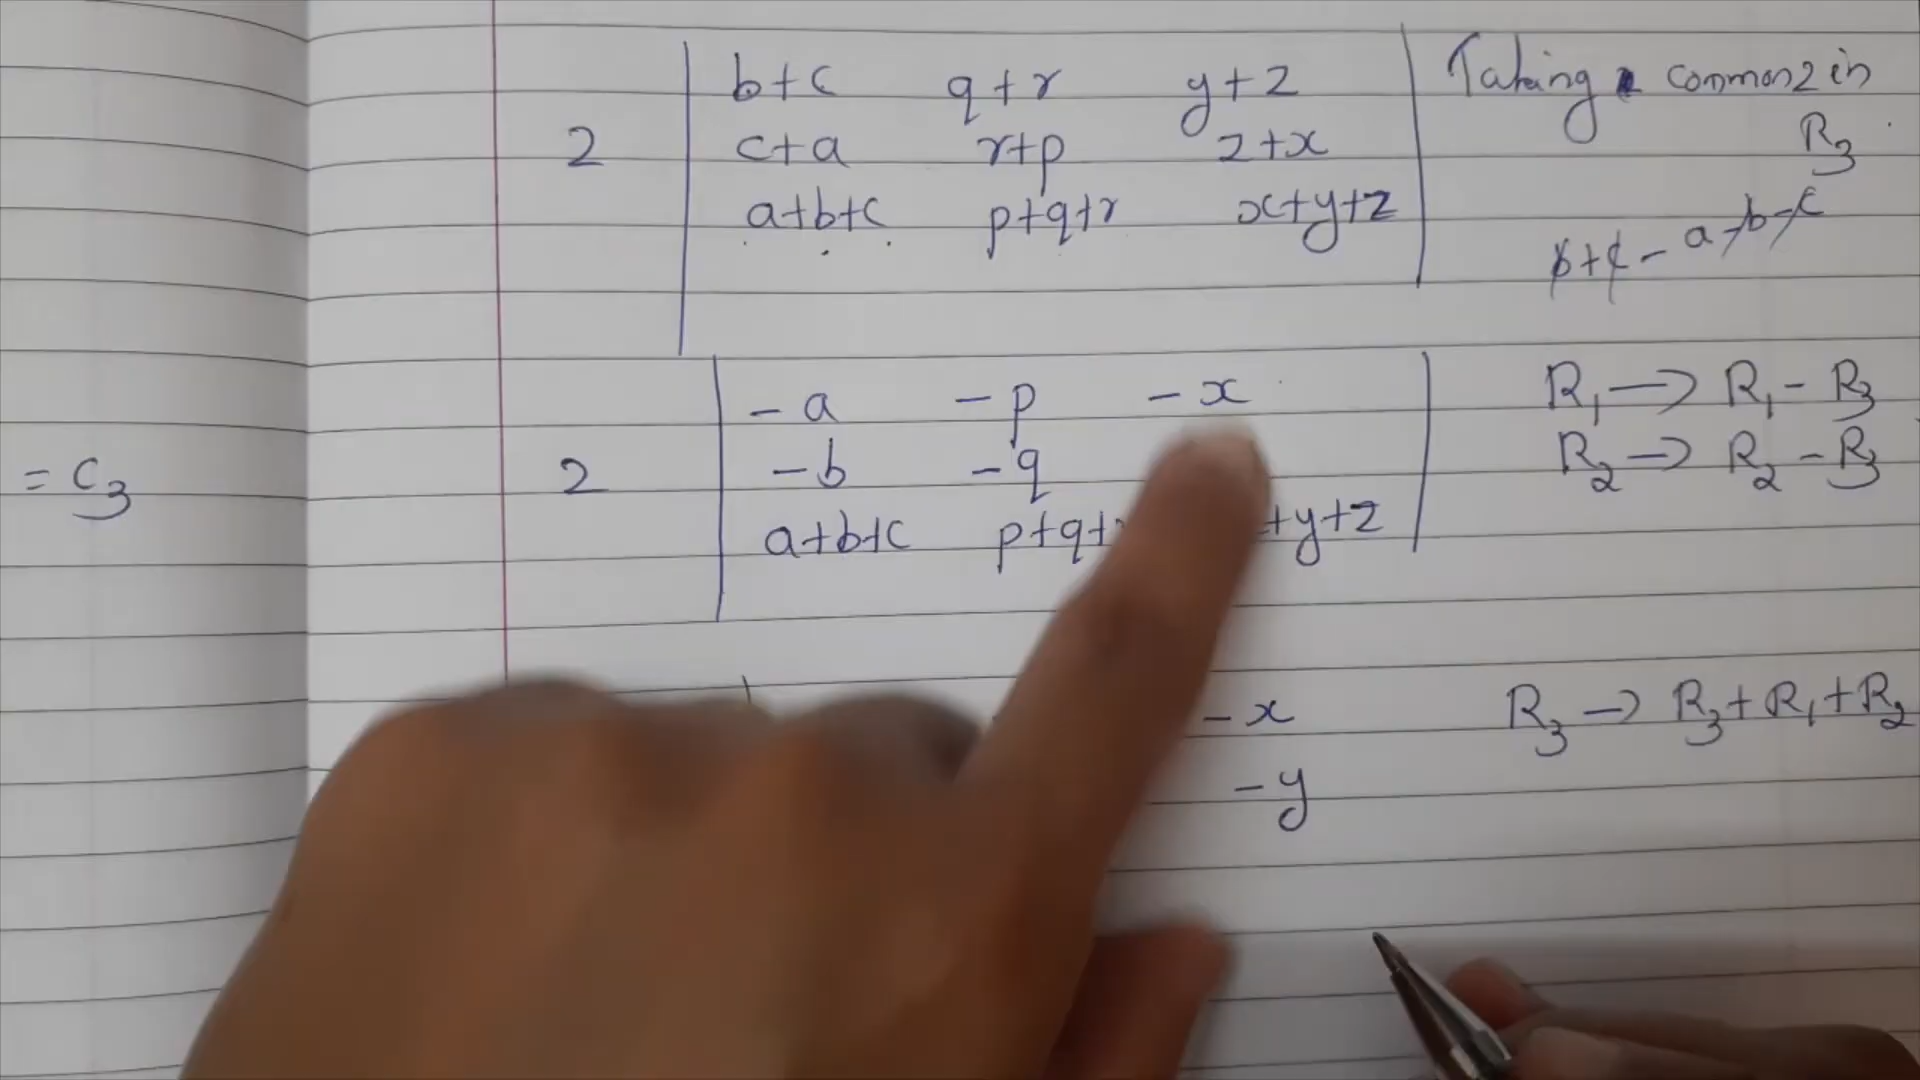 b+c q+r y+z Taking common 2 in
2 c+a r+p z+x R₃
a+b+c p+q+r x+y+z
b+c-a-b-c
-a -p -x R₁ → R₁ - R₃
= C₃ 2 -b -q R₂ → R₂ - R₃
a+b+c p+q+ +y+z
-x R₃ → R₃+R₁+R₂
-y